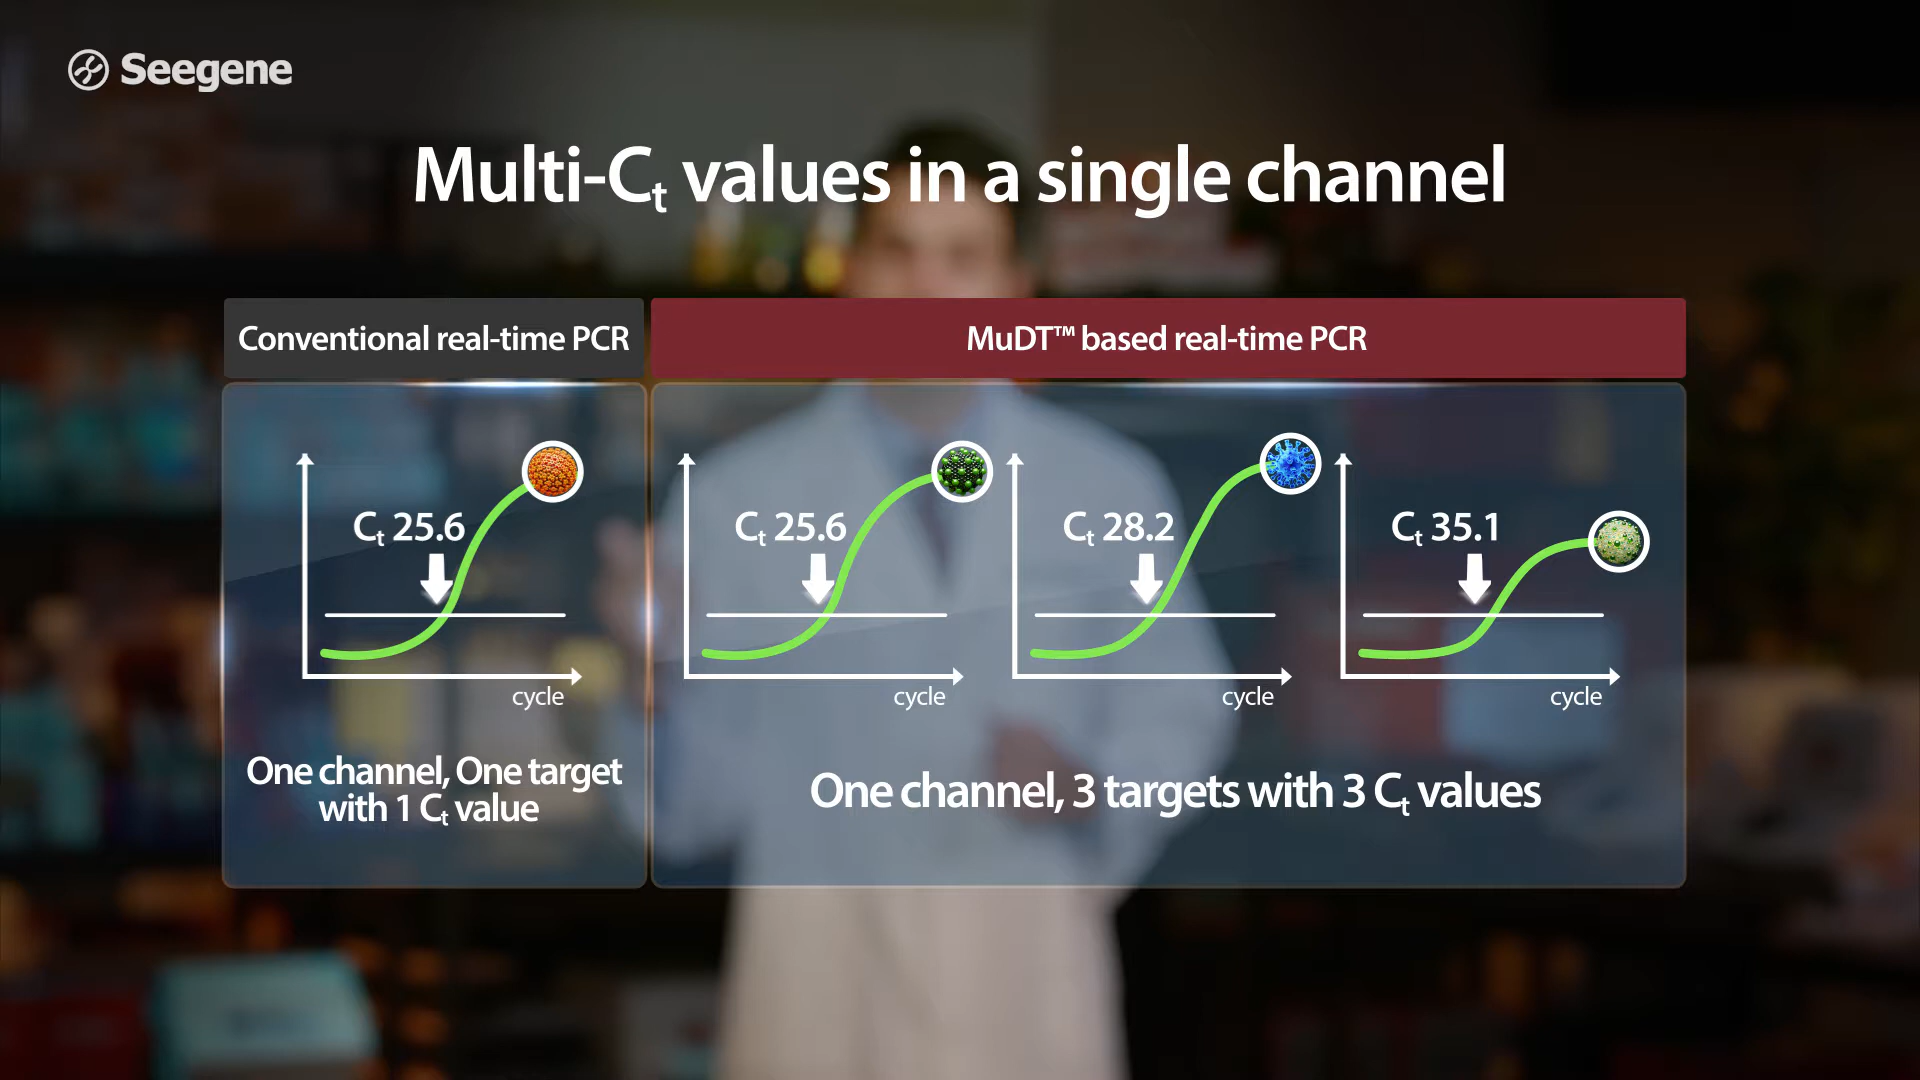 Seegene
Multi-Ct values in a single channel
Conventional real-time PCR
MuDT™ based real-time PCR
Ct 25.6
cycle
One channel, One target
with 1 Ct value
Ct 25.6
cycle
Ct 28.2
cycle
Ct 35.1
cycle
One channel, 3 targets with 3 Ct values